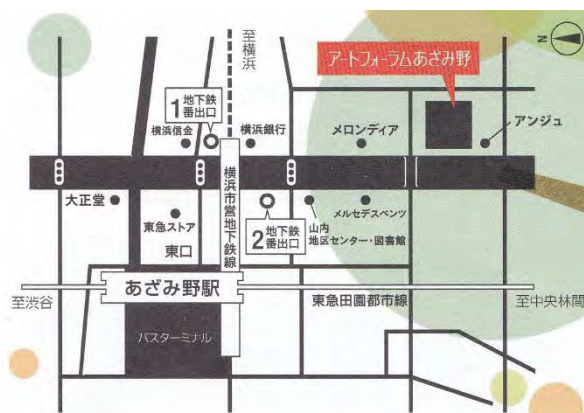 至横浜
アートフォーラムあざみ野
N
1 地下鉄
番出口
横浜信金
横浜銀行
メロンディア
アンジュ
大正堂
東急ストア
東口
横浜市営地下鉄線
2 地下鉄
番出口
山内
地区センター・図書館
メルセデスベンツ
あざみ野駅
至渋谷
東急田園都市線
至中央林間
バスターミナル